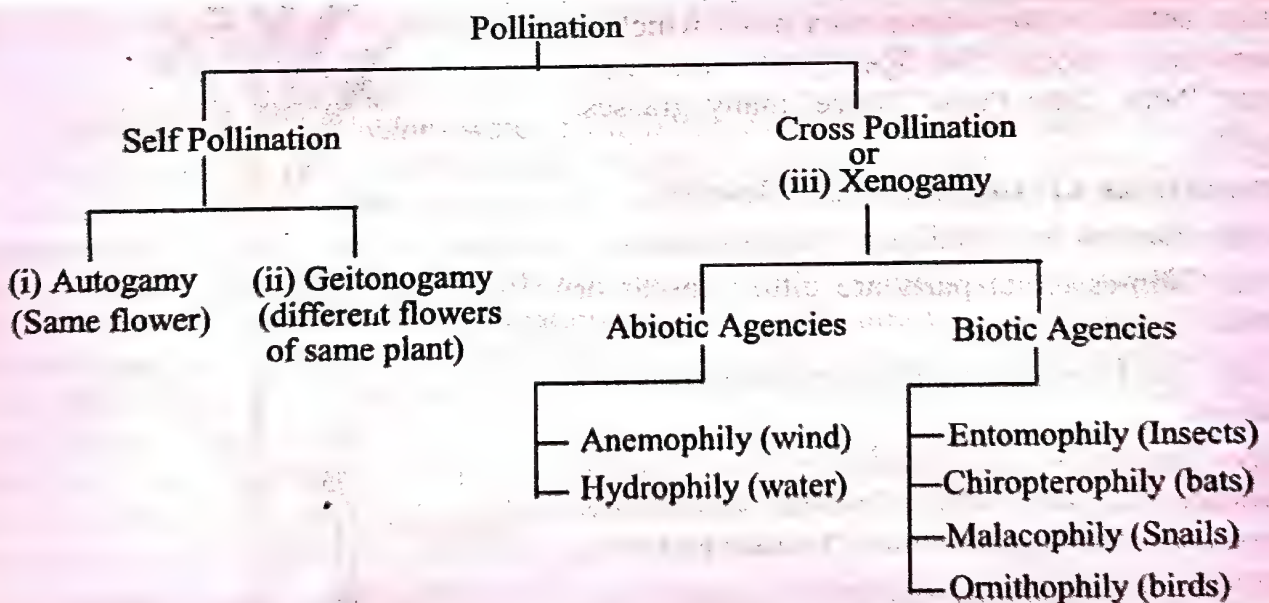 Pollination
Self Pollination
Cross Pollination
or
(iii) Xenogamy
(i) Autogamy
(Same flower)
(ii) Geitonogamy
(different flowers
of same plant)
Abiotic Agencies
Biotic Agencies
Anemophily (wind)
Hydrophily (water)
Entomophily (Insects)
Chiropterophily (bats)
Malacophily (Snails)
Ornithophily (birds)